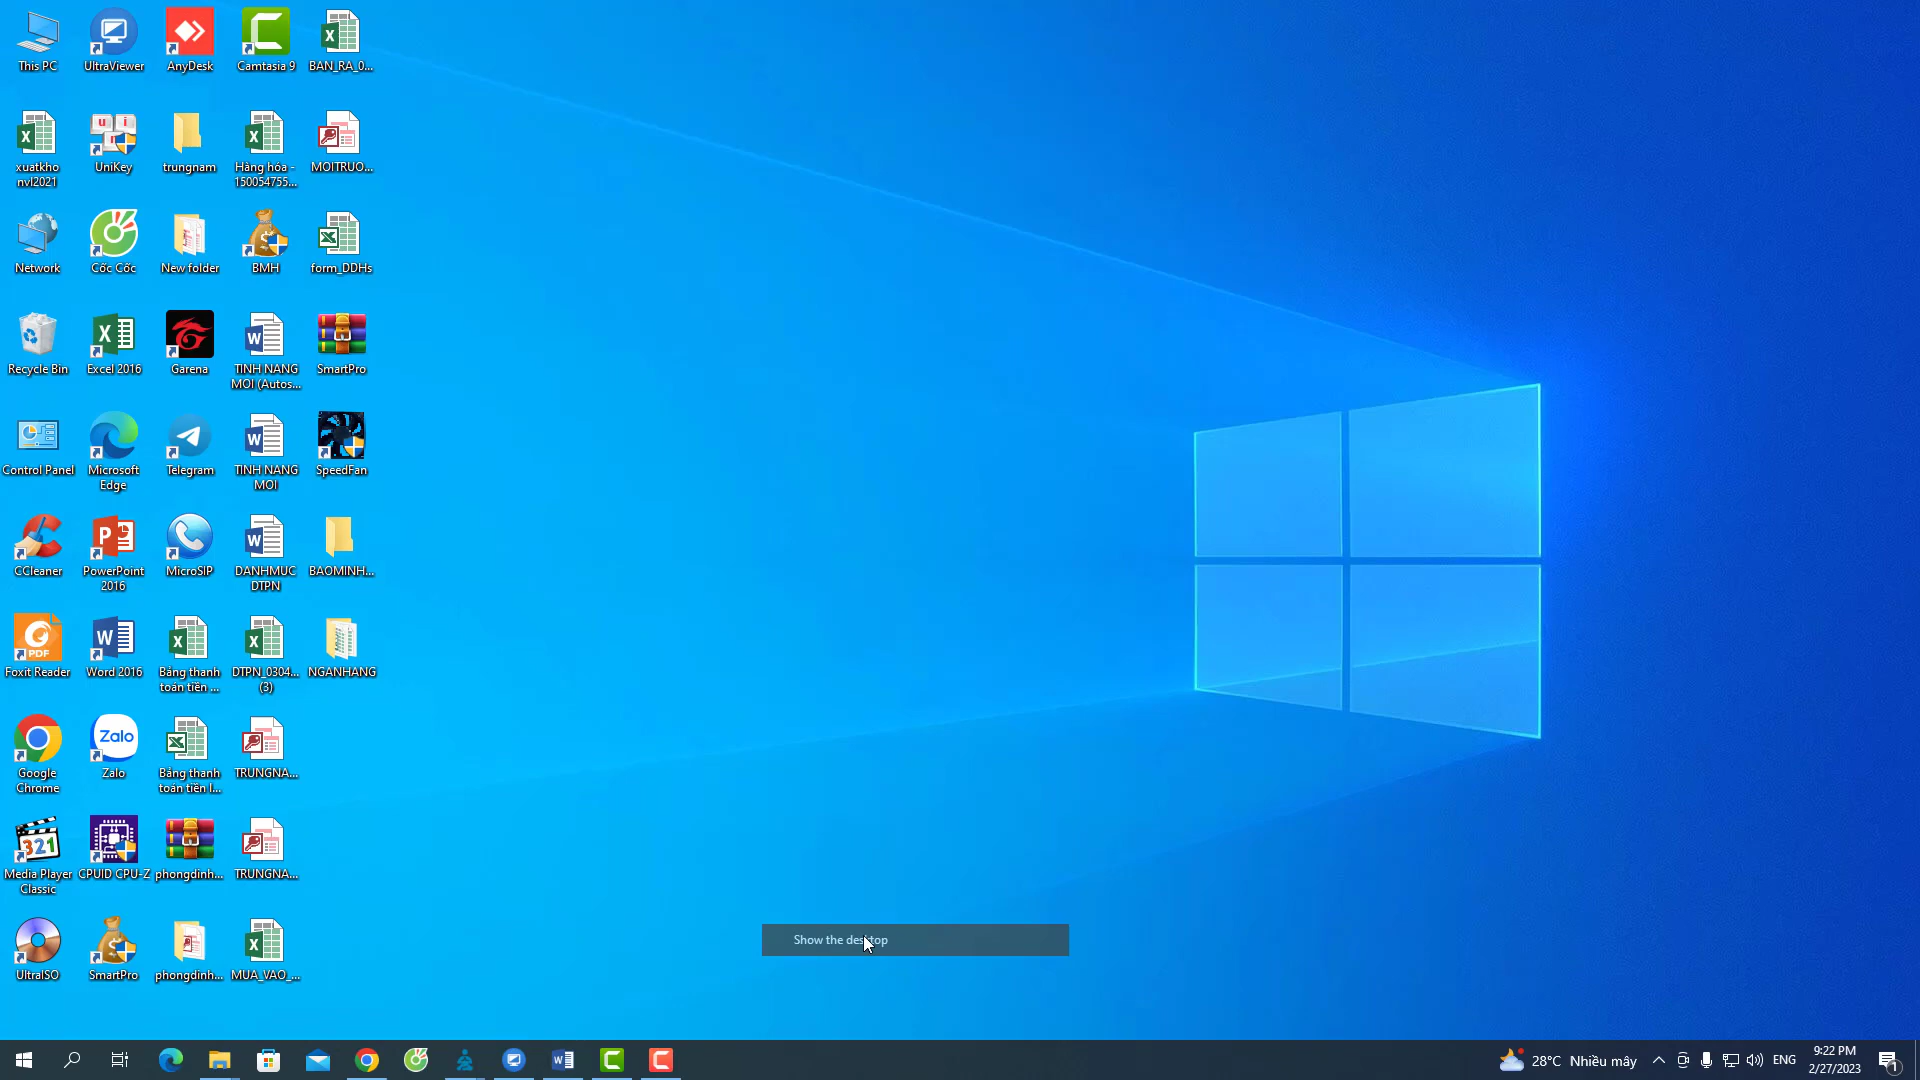 This PC
UltraViewer
AnyDesk
Camtasia 9
BAN_RA_0...
xuatkho
nvl2021
UniKey
trungnam
Hàng hóa -
150054755...
MOITRUO...
Network
Cốc Cốc
New folder
BMH
form_DDHs
Recycle Bin
Excel 2016
Garena
TINH NANG
MOI (Autos...
SmartPro
Control Panel
Microsoft
Edge
Telegram
TINH NANG
MOI
SpeedFan
CCleaner
PowerPoint
2016
MicroSIP
DANHMUC
DTPN
BAOMINH...
PDF
Foxit Reader
Word 2016
Bảng thanh
toán tiền ...
DTPN_0304...
(3)
NGANHANG
Google
Chrome
Zalo
Zalo
Bảng thanh
toán tiền l...
TRUNGNA...
321
Media Player
Classic
CPUID CPU-Z
phongdinh...
TRUNGNA...
UltraISO
SmartPro
phongdinh...
MUA_VAO_...
Show the desktop
28°C Nhiều mây
ENG
9:22 PM
2/27/2023
1